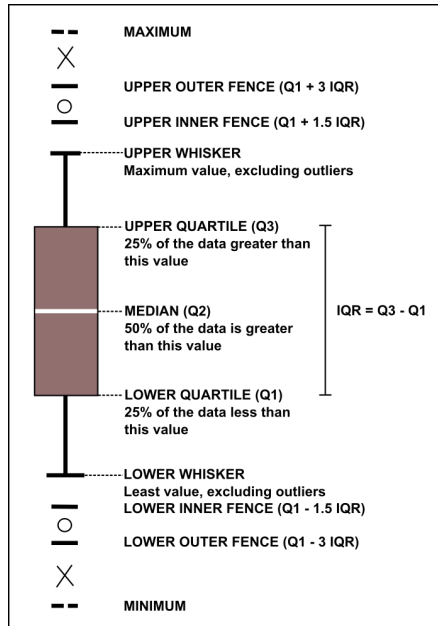 MAXIMUM
UPPER OUTER FENCE (Q1 + 3 IQR)
UPPER INNER FENCE (Q1 + 1.5 IQR)
UPPER WHISKER
Maximum value, excluding outliers
UPPER QUARTILE (Q3)
25% of the data greater than
this value
MEDIAN (Q2)
50% of the data is greater
than this value
IQR = Q3 - Q1
LOWER QUARTILE (Q1)
25% of the data less than
this value
LOWER WHISKER
Least value, excluding outliers
LOWER INNER FENCE (Q1 - 1.5 IQR)
LOWER OUTER FENCE (Q1 - 3 IQR)
MINIMUM